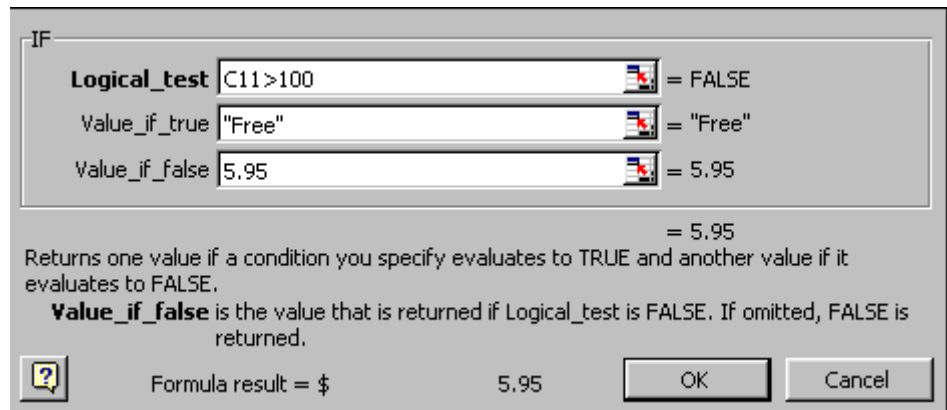 IF
Logical_test C11>100 = FALSE
Value_if_true "Free" = "Free"
Value_if_false 5.95 = 5.95
= 5.95
Returns one value if a condition you specify evaluates to TRUE and another value if it
evaluates to FALSE.
Value_if_false is the value that is returned if Logical_test is FALSE. If omitted, FALSE is
returned.
? Formula result = $ 5.95 OK Cancel